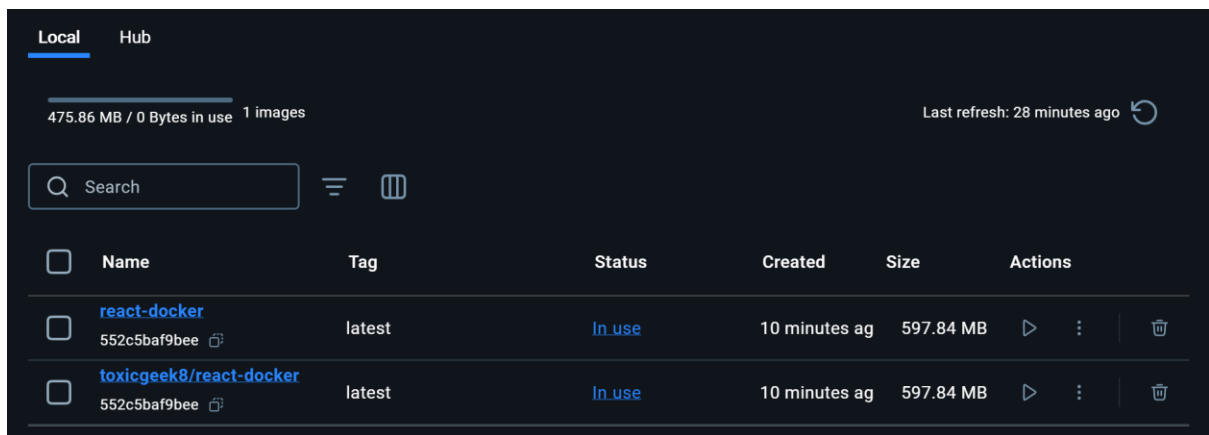 Local Hub
475.86 MB / 0 Bytes in use 1 images Last refresh: 28 minutes ago
Search
Name Tag Status Created Size Actions
react-docker
552c5baf9bee latest In use 10 minutes ag 597.84 MB
toxicgeek8/react-docker
552c5baf9bee latest In use 10 minutes ag 597.84 MB